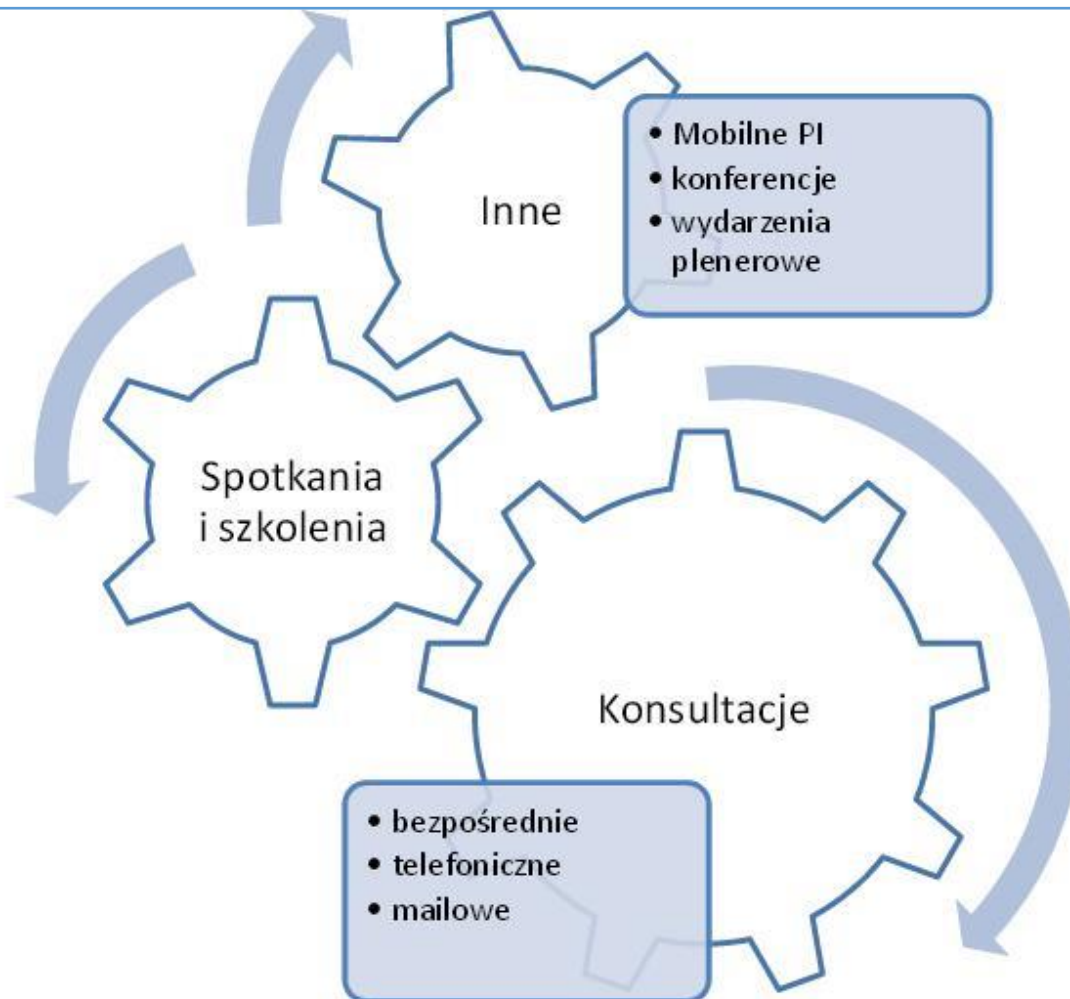 Inne
• Mobilne PI
• konferencje
• wydarzenia
plenerowe
Spotkania
i szkolenia
Konsultacje
• bezpośrednie
• telefoniczne
• mailowe